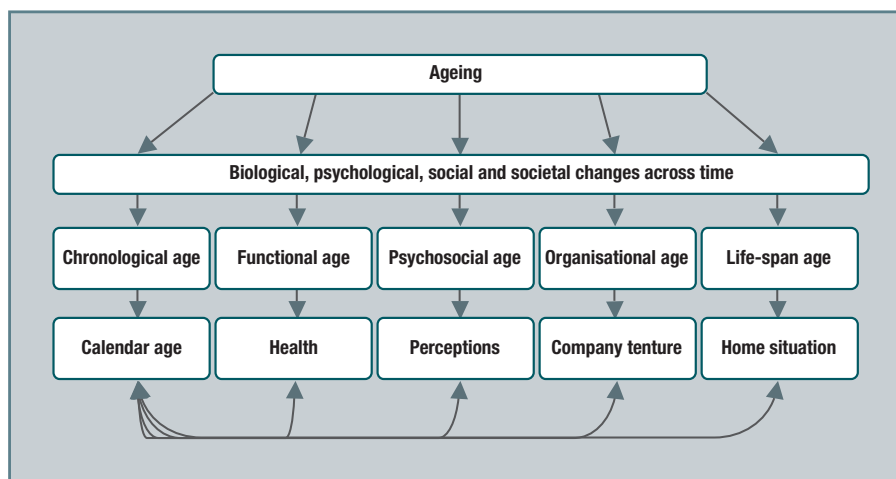 Ageing
Biological, psychological, social and societal changes across time
Chronological age
Functional age
Psychosocial age
Organisational age
Life-span age
Calendar age
Health
Perceptions
Company tenture
Home situation